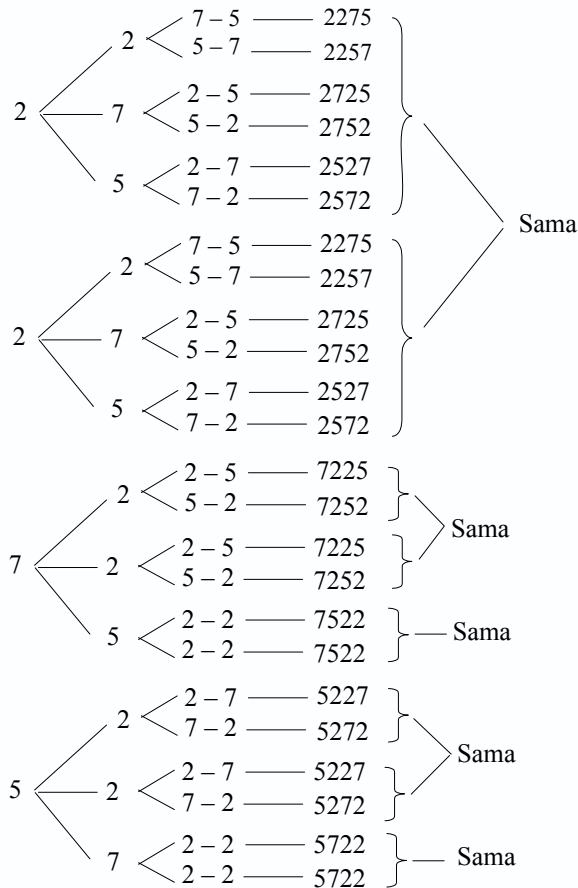 7 – 5 2275
2
5 – 7 2257
2 – 5 2725
2 7
5 – 2 2752
2 – 7 2527
5
7 – 2 2572
Sama
7 – 5 2275
2
5 – 7 2257
2 – 5 2725
2 7
5 – 2 2752
2 – 7 2527
5
7 – 2 2572
2 – 5 7225
2
5 – 2 7252
Sama
2 – 5 7225
7 2
5 – 2 7252
2 – 2 7522
5 Sama
2 – 2 7522
2 – 7 5227
2
7 – 2 5272
Sama
2 – 7 5227
5 2
7 – 2 5272
2 – 2 5722
7 Sama
2 – 2 5722